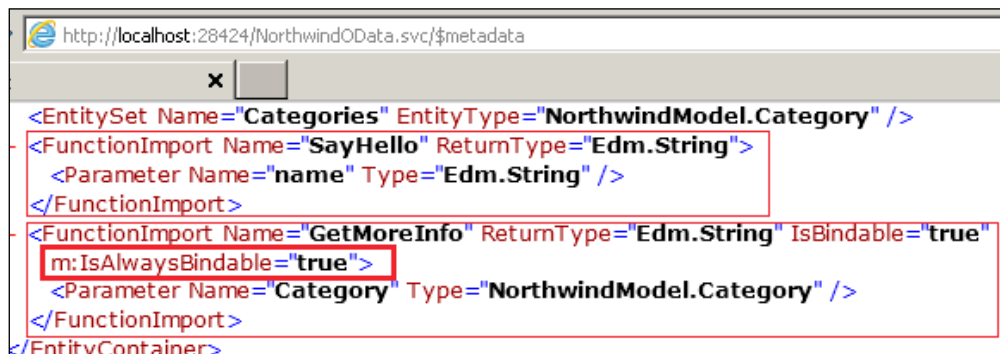 http://localhost:28424/NorthwindOData.svc/$metadata
<EntitySet Name="Categories" EntityType="NorthwindModel.Category" />
- <FunctionImport Name="SayHello" ReturnType="Edm.String">
<Parameter Name="name" Type="Edm.String" />
</FunctionImport>
- <FunctionImport Name="GetMoreInfo" ReturnType="Edm.String" IsBindable="true"
m:IsAlwaysBindable="true">
<Parameter Name="Category" Type="NorthwindModel.Category" />
</FunctionImport>
</EntityContainer>